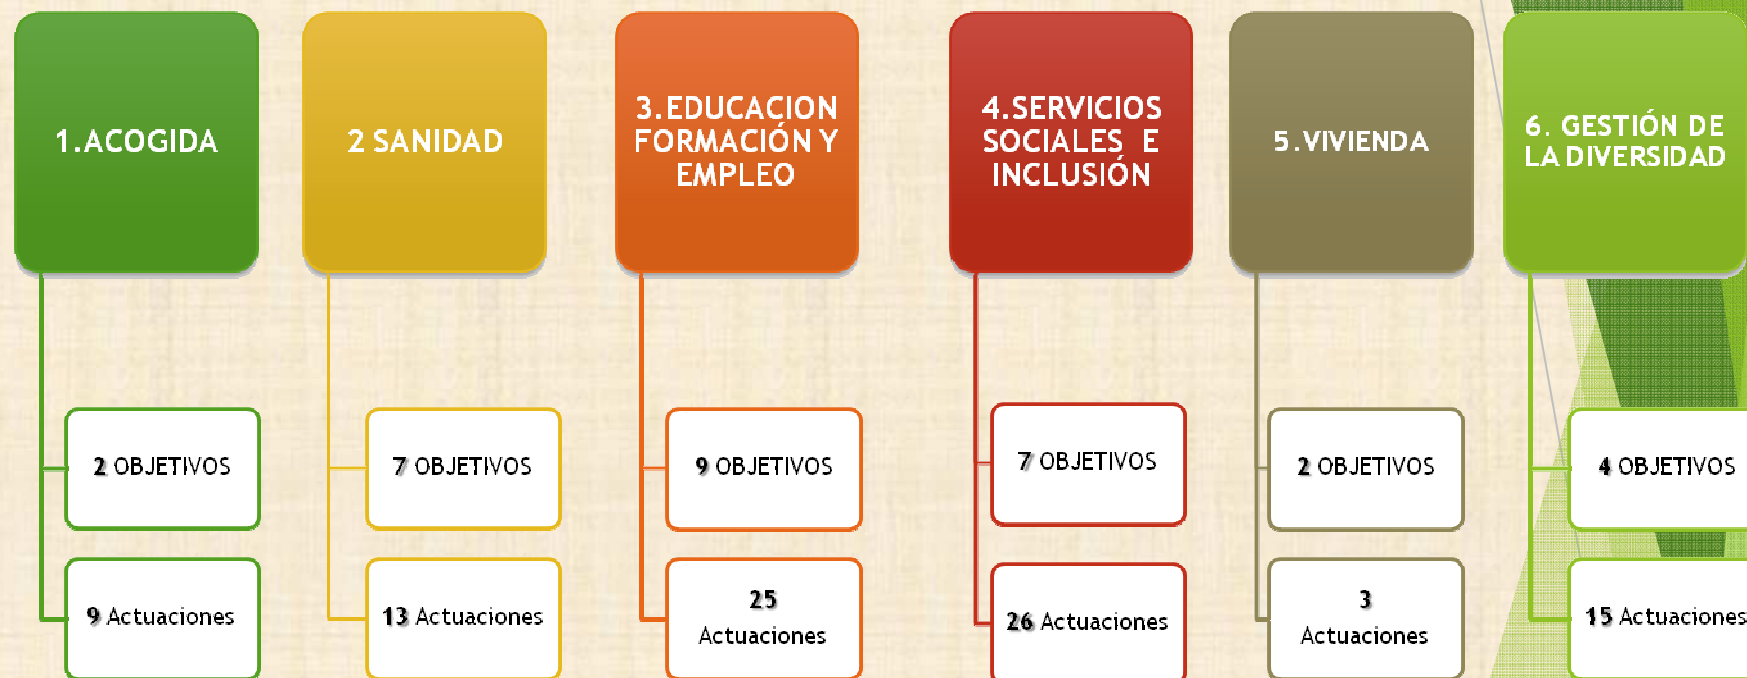 1.ACOGIDA
2 OBJETIVOS
9 Actuaciones
2 SANIDAD
7 OBJETIVOS
13 Actuaciones
3.EDUCACION
FORMACIÓN Y
EMPLEO
9 OBJETIVOS
25
Actuaciones
4.SERVICIOS
SOCIALES E
INCLUSIÓN
7 OBJETIVOS
26 Actuaciones
5.VIVIENDA
2 OBJETIVOS
3
Actuaciones
6. GESTIÓN DE
LA DIVERSIDAD
4 OBJETIVOS
15 Actuaciones